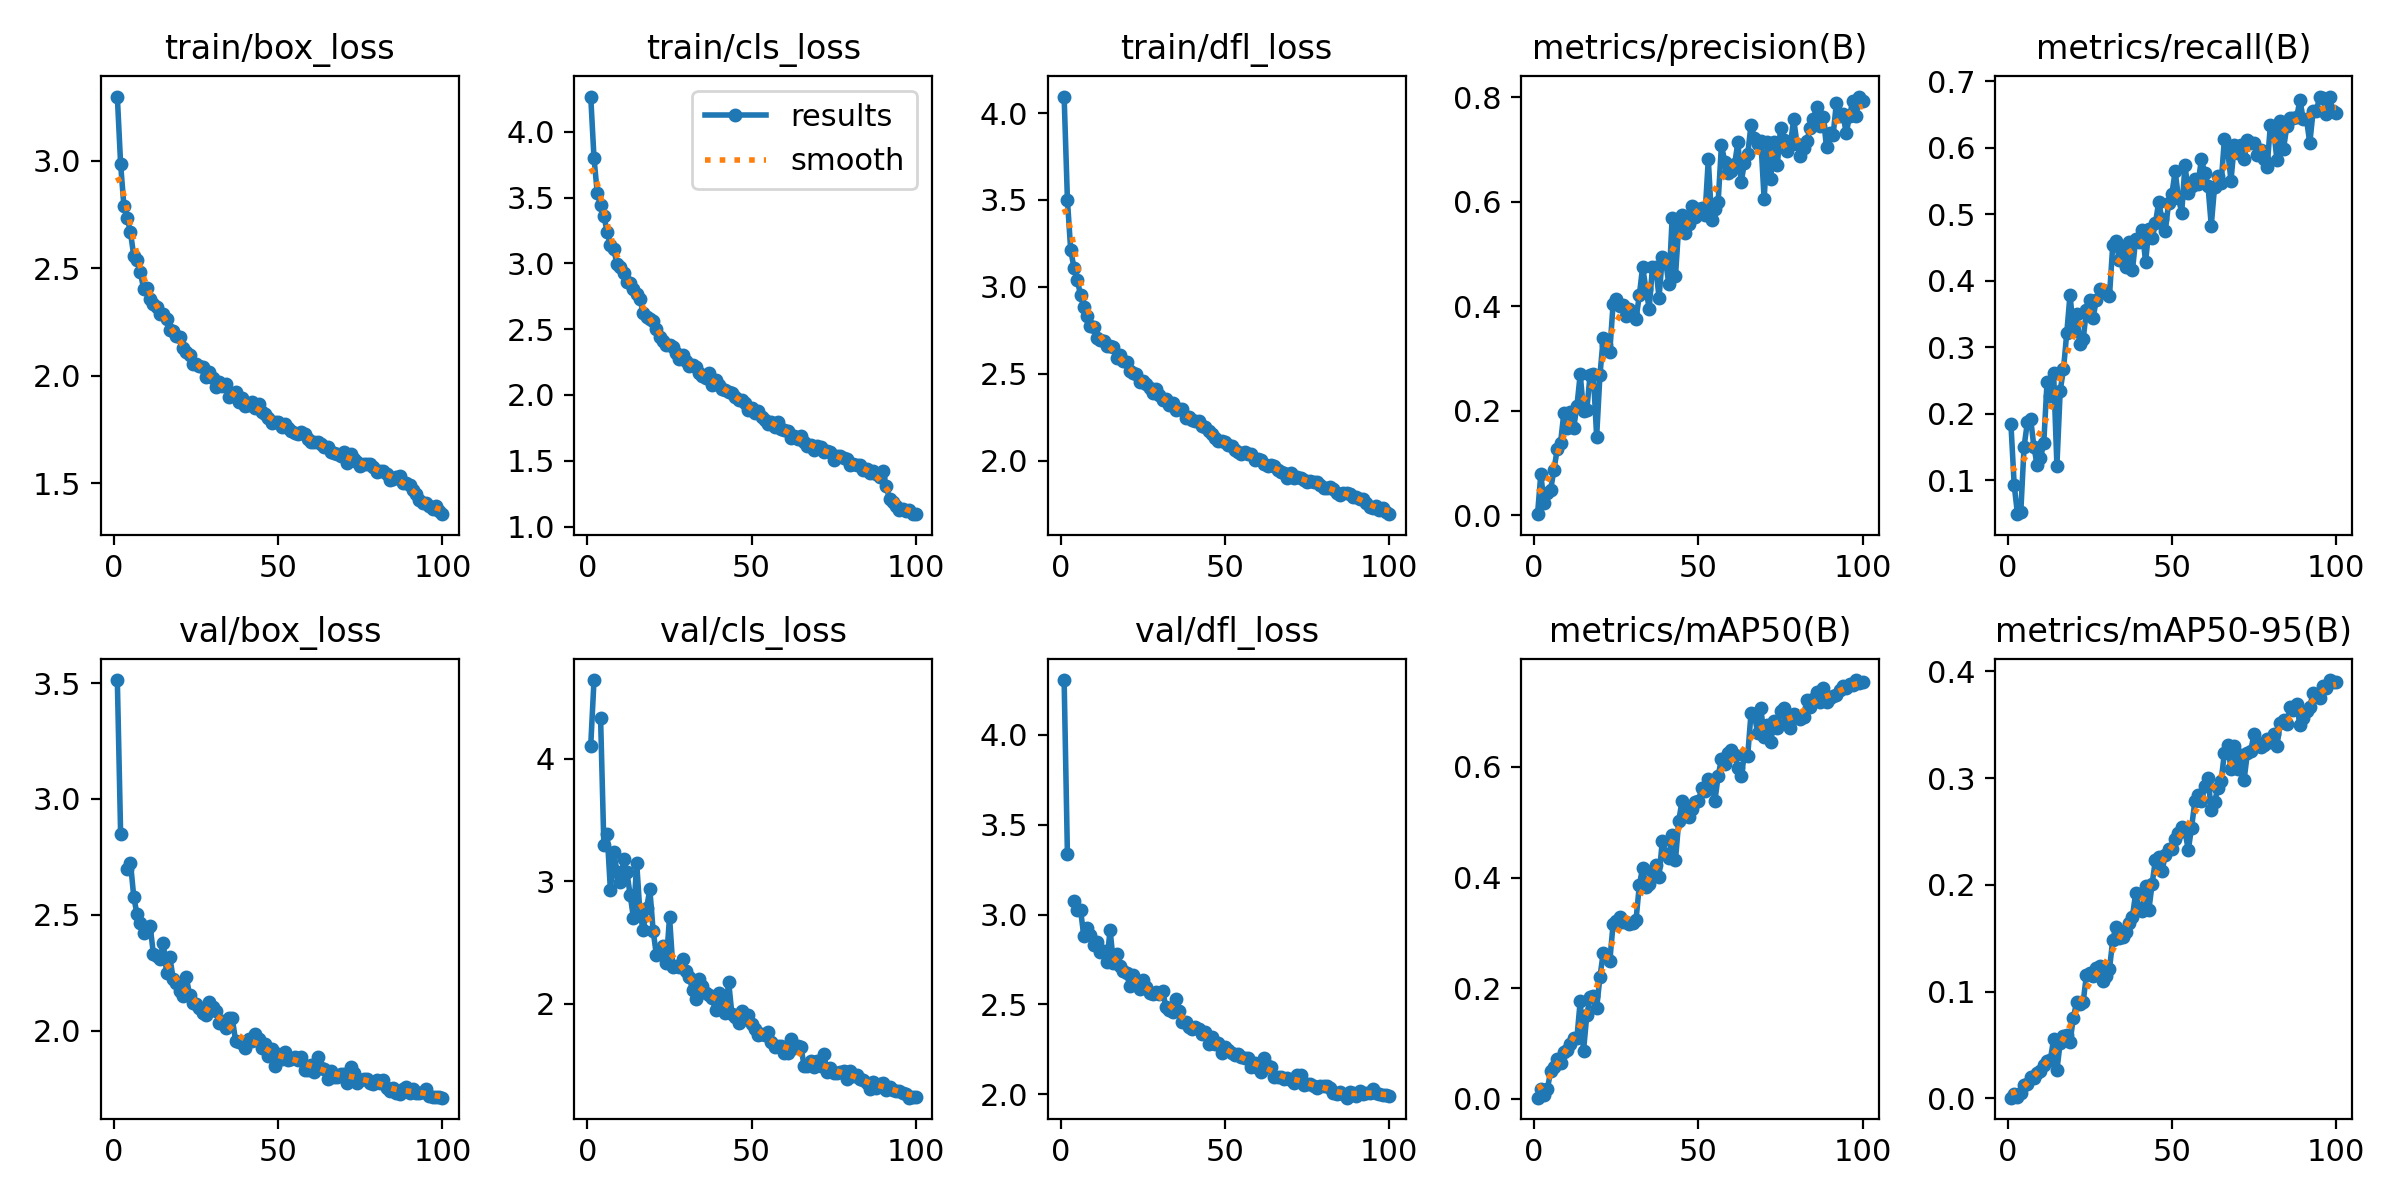 train/box_loss
3.0
2.5
2.0
1.5
0 50 100
train/cls_loss
results
smooth
4.0
3.5
3.0
2.5
2.0
1.5
1.0
0 50 100
train/dfl_loss
4.0
3.5
3.0
2.5
2.0
0 50 100
metrics/precision(B)
0.8
0.6
0.4
0.2
0.0
0 50 100
metrics/recall(B)
0.7
0.6
0.5
0.4
0.3
0.2
0.1
0 50 100
val/box_loss
3.5
3.0
2.5
2.0
0 50 100
val/cls_loss
4
3
2
0 50 100
val/dfl_loss
4.0
3.5
3.0
2.5
2.0
0 50 100
metrics/mAP50(B)
0.6
0.4
0.2
0.0
0 50 100
metrics/mAP50-95(B)
0.4
0.3
0.2
0.1
0.0
0 50 100